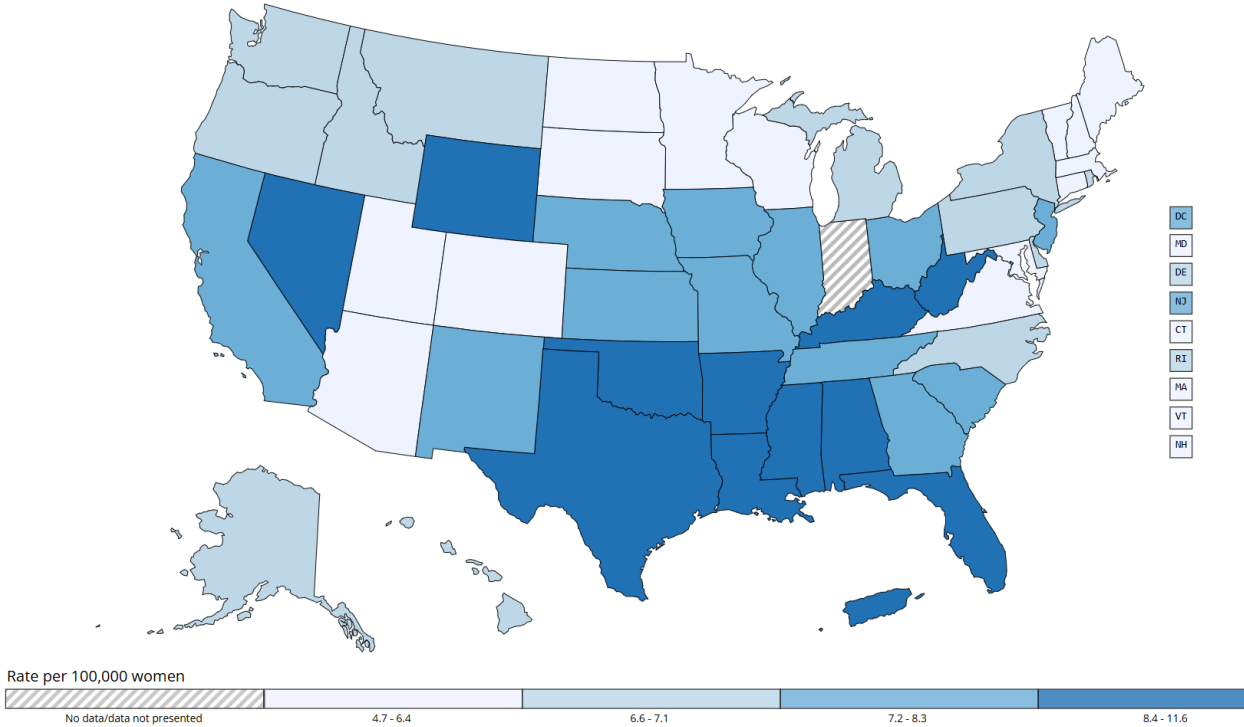 DC
MD
DE
NJ
CT
RI
MA
VT
NH
Rate per 100,000 women
No data/data not presented
4.7 - 6.4
6.6 - 7.1
7.2 - 8.3
8.4 - 11.6